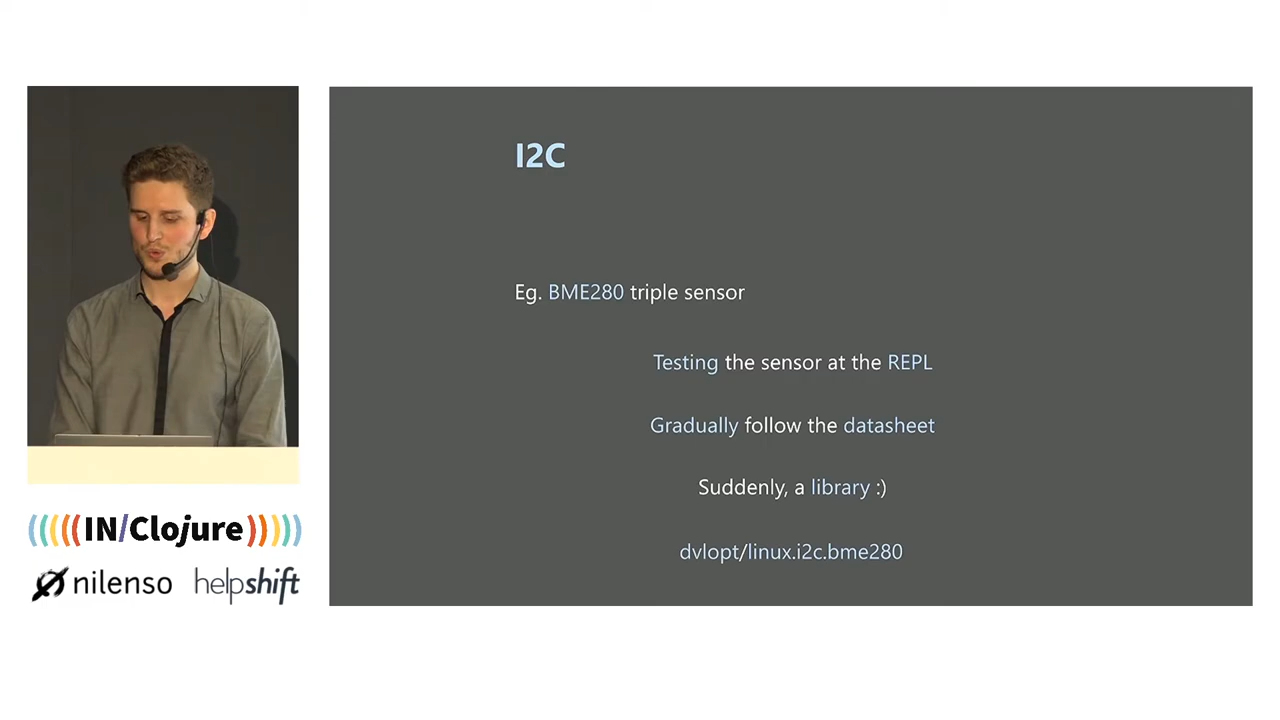 I2C
Eg. BME280 triple sensor
Testing the sensor at the REPL
Gradually follow the datasheet
Suddenly, a library :)
dvlopt/linux.i2c.bme280
(((((IN/Clojure)))))
nilenso helpshift